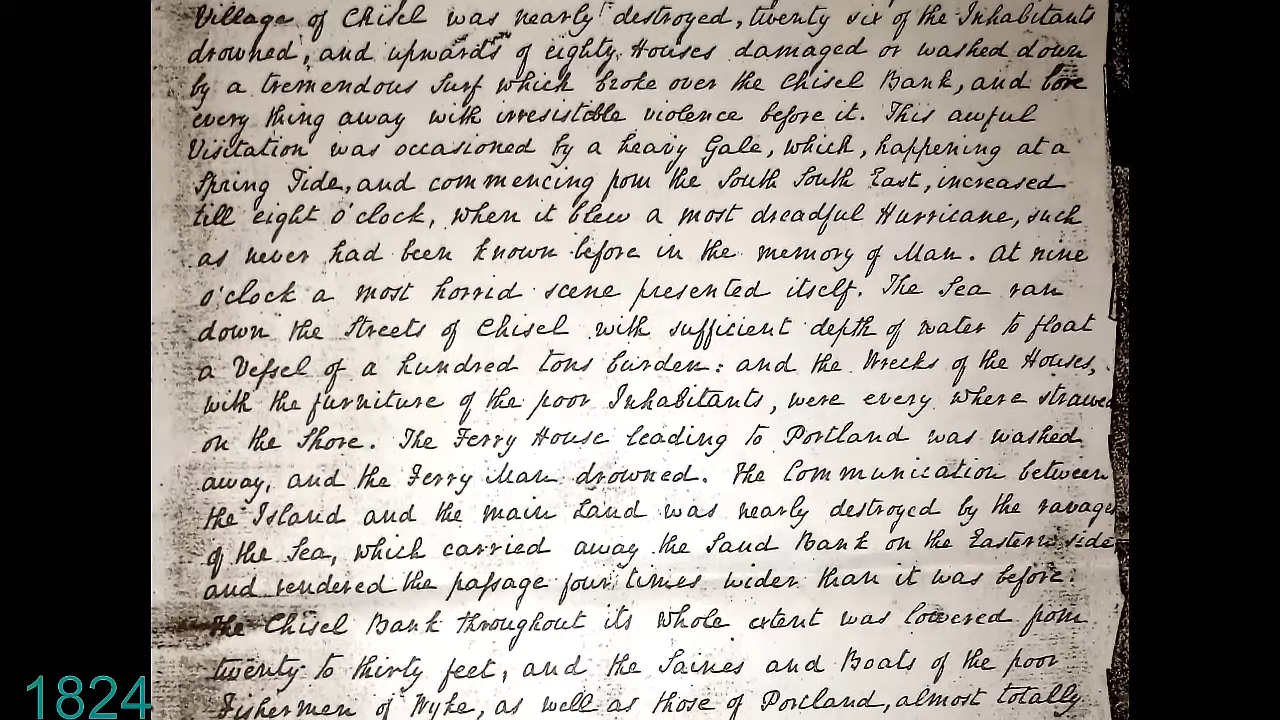 Village of Chisel was nearly destroyed, twenty six of the Inhabitants
drowned, and upwards of eighty Houses damaged or washed down
by a tremendous Surf which broke over the Chisel Bank, and bore
every thing away with irresistible violence before it. This awful
Visitation was occasioned by a heavy Gale, which, happening at a
Spring Tide, and commencing from the South South East, increased
till eight o'clock, when it blew a most dreadful Hurricane, such
as never had been known before in the memory of Man. At nine
o'clock a most horrid scene presented itself. The Sea ran
down the Streets of Chisel with sufficient depth of water to float
a Vessel of a hundred tons burden: and the Wrecks of the Houses,
with the furniture of the poor Inhabitants, were every where strawed
on the Shore. The Ferry House leading to Portland was washed
away, and the Ferry Man drowned. The Communication between
the Island and the main Land was nearly destroyed by the ravages
of the Sea, which carried away the Sand Bank on the Eastern side
and rendered the passage four times wider than it was before.
The Chisel Bank throughout its whole extent was lowered from
twenty to thirty feet, and the Saines and Boats of the poor
Fishermen of Wyke, as well as those of Portland, almost totally
1824